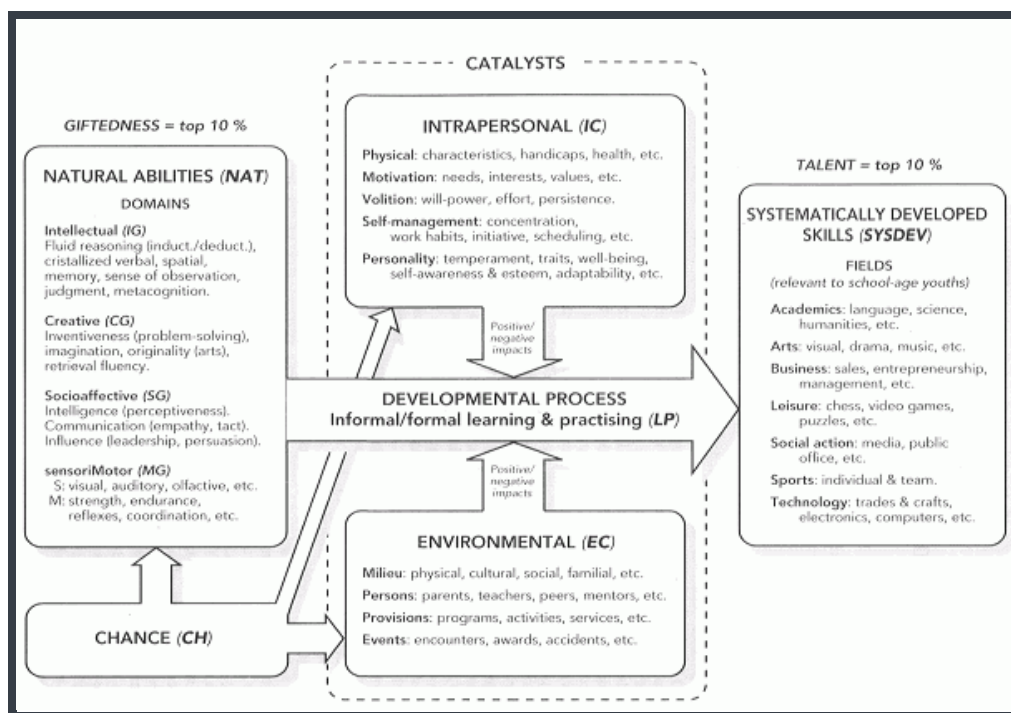 CATALYSTS
GIFTEDNESS = top 10 %
NATURAL ABILITIES (NAT)
DOMAINS
Intellectual (IG)
Fluid reasoning (induct./deduct.),
cristallized verbal, spatial,
memory, sense of observation,
judgment, metacognition.
Creative (CG)
Inventiveness (problem-solving),
imagination, originality (arts),
retrieval fluency.
Socioaffective (SG)
Intelligence (perceptiveness).
Communication (empathy, tact).
Influence (leadership, persuasion).
sensoriMotor (MG)
S: visual, auditory, olfactive, etc.
M: strength, endurance,
reflexes, coordination, etc.
CHANCE (CH)
INTRAPERSONAL (IC)
Physical: characteristics, handicaps, health, etc.
Motivation: needs, interests, values, etc.
Volition: will-power, effort, persistence.
Self-management: concentration,
work habits, initiative, scheduling, etc.
Personality: temperament, traits, well-being,
self-awareness & esteem, adaptability, etc.
Positive/
negative
impacts
DEVELOPMENTAL PROCESS
Informal/formal learning & practising (LP)
Positive/
negative
impacts
ENVIRONMENTAL (EC)
Milieu: physical, cultural, social, familial, etc.
Persons: parents, teachers, peers, mentors, etc.
Provisions: programs, activities, services, etc.
Events: encounters, awards, accidents, etc.
TALENT = top 10 %
SYSTEMATICALLY DEVELOPED
SKILLS (SYSDEV)
FIELDS
(relevant to school-age youths)
Academics: language, science,
humanities, etc.
Arts: visual, drama, music, etc.
Business: sales, entrepreneurship,
management, etc.
Leisure: chess, video games,
puzzles, etc.
Social action: media, public
office, etc.
Sports: individual & team.
Technology: trades & crafts,
electronics, computers, etc.